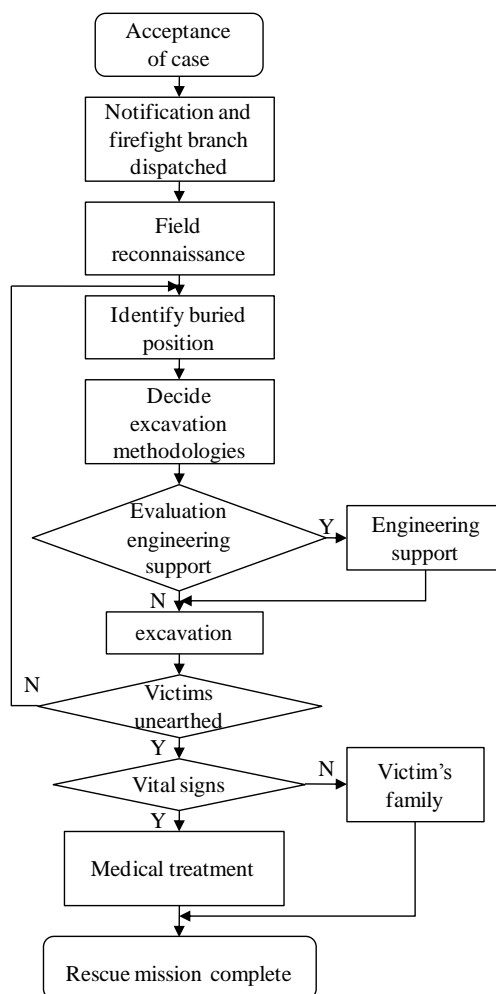 Acceptance
of case
Notification and
firefight branch
dispatched
Field
reconnaissance
Identify buried
position
Decide
excavation
methodologies
Evaluation
engineering
support
Y
Engineering
support
N
excavation
N
Victims
unearthed
Y
Vital signs
N
Victim's
family
Y
Medical treatment
Rescue mission complete